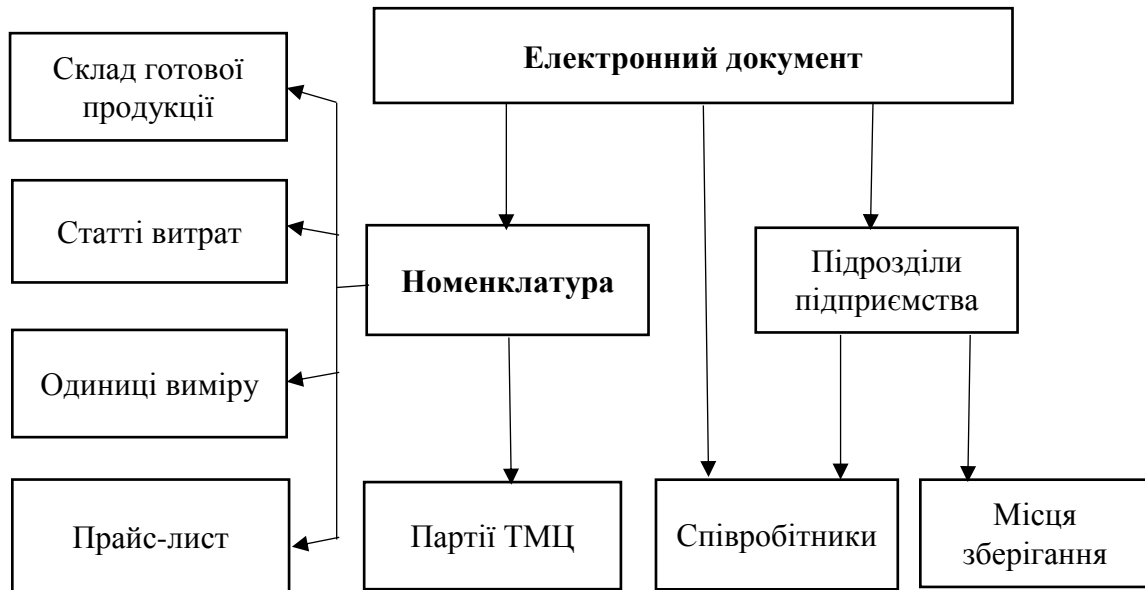 Електронний документ
Склад готової
продукції
Статті витрат
Номенклатура
Підрозділи
підприємства
Одиниці виміру
Прайс-лист
Партії ТМЦ
Співробітники
Місця
зберігання